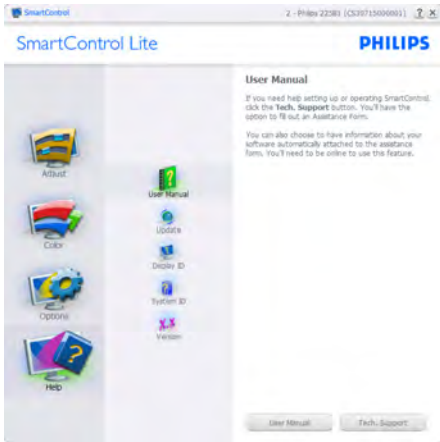 SmartControl
2 - Philips 225B1
SmartControl Lite
PHILIPS
Adjust
Color
Options
Help
User Manual
Update
Display ID
System ID
Version
User Manual
If you need help setting up or operating SmartControl,
click the Tech. Support button. You'll have the
option to fill out an Assistance Form.
You can also choose to have information about your
software automatically attached to the assistance
form. You'll need to be online to use this feature.
User Manual
Tech. Support